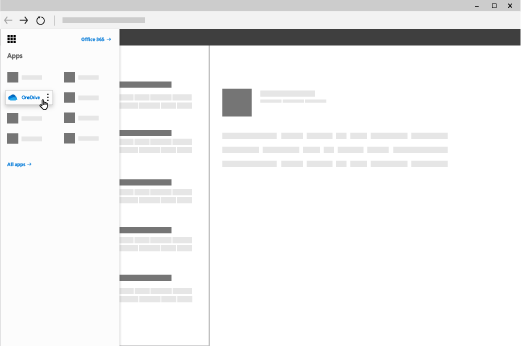 Office 365 →
Apps
OneDrive
All apps →